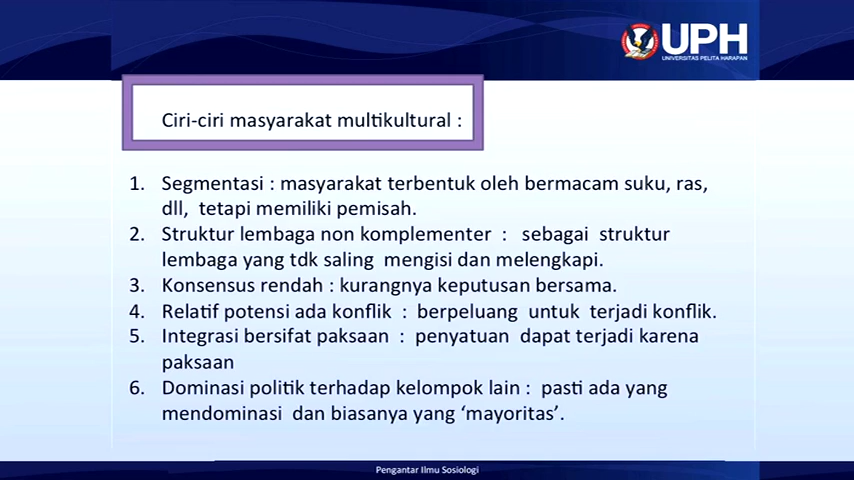 UPH
UNIVERSITAS PELITA HARAPAN
Ciri-ciri masyarakat multikultural :
1. Segmentasi : masyarakat terbentuk oleh bermacam suku, ras,
dll, tetapi memiliki pemisah.
2. Struktur lembaga non komplementer : sebagai struktur
lembaga yang tdk saling mengisi dan melengkapi.
3. Konsensus rendah : kurangnya keputusan bersama.
4. Relatif potensi ada konflik : berpeluang untuk terjadi konflik.
5. Integrasi bersifat paksaan : penyatuan dapat terjadi karena
paksaan
6. Dominasi politik terhadap kelompok lain : pasti ada yang
mendominasi dan biasanya yang ‘mayoritas’.
Pengantar Ilmu Sosiologi